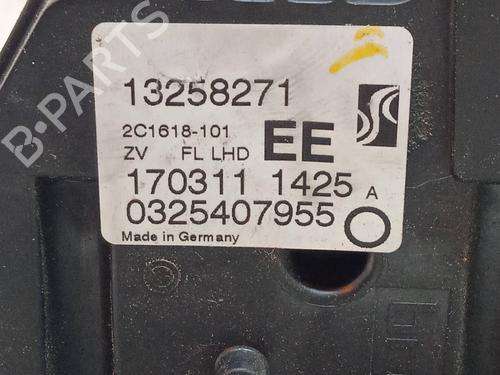 13258271
2C1618-101
ZV FL LHD EE
170311 1425 A
0325407955
Made in Germany
B-PARTS